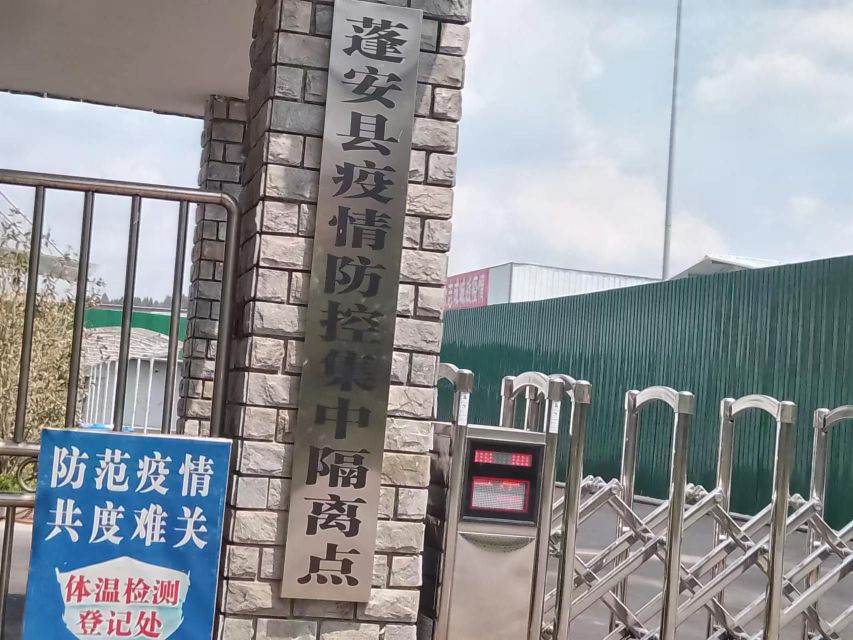 蓬安县疫情防控集中隔离点
防范疫情
共度难关
体温检测
登记处